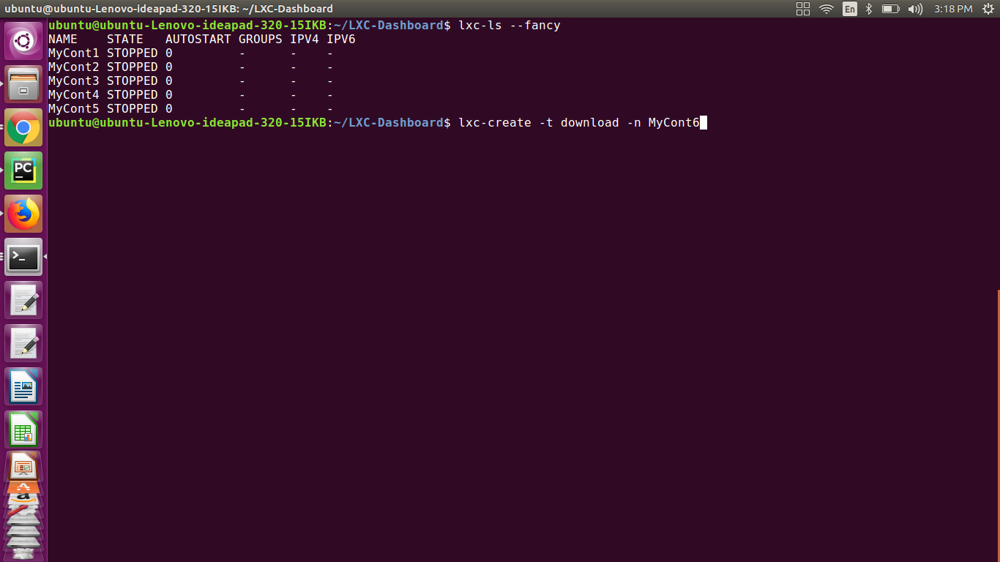 ubuntu@ubuntu-Lenovo-ideapad-320-15IKB: ~/LXC-Dashboard
En
3:18 PM
ubuntu@ubuntu-Lenovo-ideapad-320-15IKB:~/LXC-Dashboard$ lxc-ls --fancy
NAME    STATE   AUTOSTART GROUPS IPV4 IPV6
MyCont1 STOPPED 0         -      -    -
MyCont2 STOPPED 0         -      -    -
MyCont3 STOPPED 0         -      -    -
MyCont4 STOPPED 0         -      -    -
MyCont5 STOPPED 0         -      -    -
ubuntu@ubuntu-Lenovo-ideapad-320-15IKB:~/LXC-Dashboard$ lxc-create -t download -n MyCont6
PC
>_